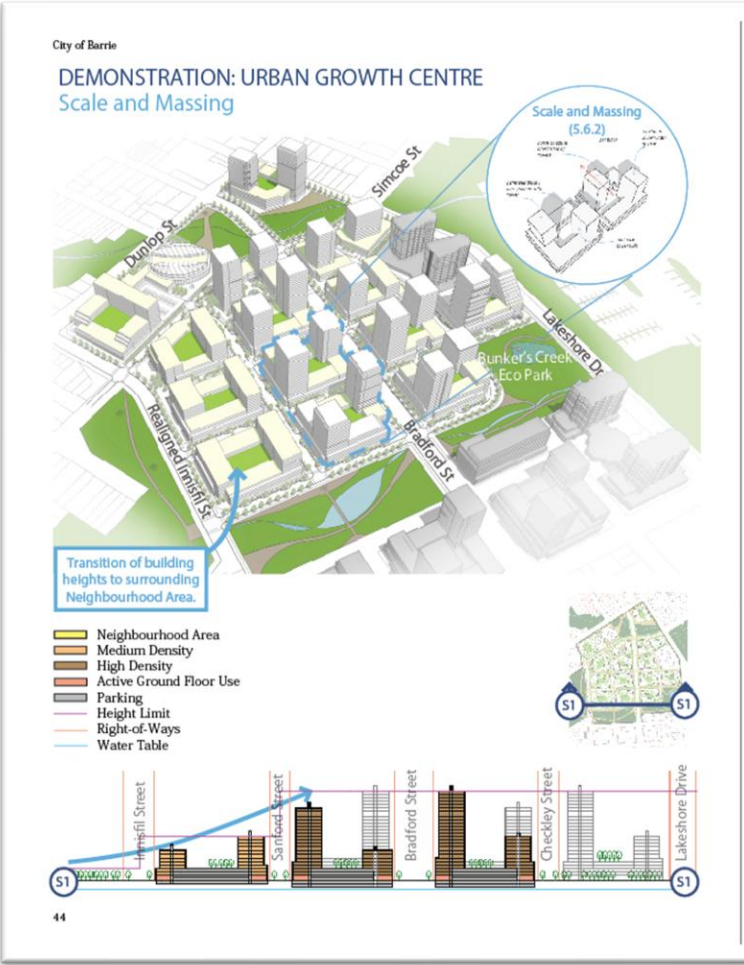 City of Barrie
DEMONSTRATION: URBAN GROWTH CENTRE
Scale and Massing
Scale and Massing
(5.6.2)
Simcoe St
Dunlop St
Lakeshore Dr
Bunker's Creek
Eco Park
Realigned Innisfil St
Bradford St
Transition of building
heights to surrounding
Neighbourhood Area.
Neighbourhood Area
Medium Density
High Density
Active Ground Floor Use
Parking
Height Limit
Right-of-Ways
Water Table
S1
S1
Innisfil Street
Sanford Street
Bradford Street
Checkley Street
Lakeshore Drive
S1
S1
44